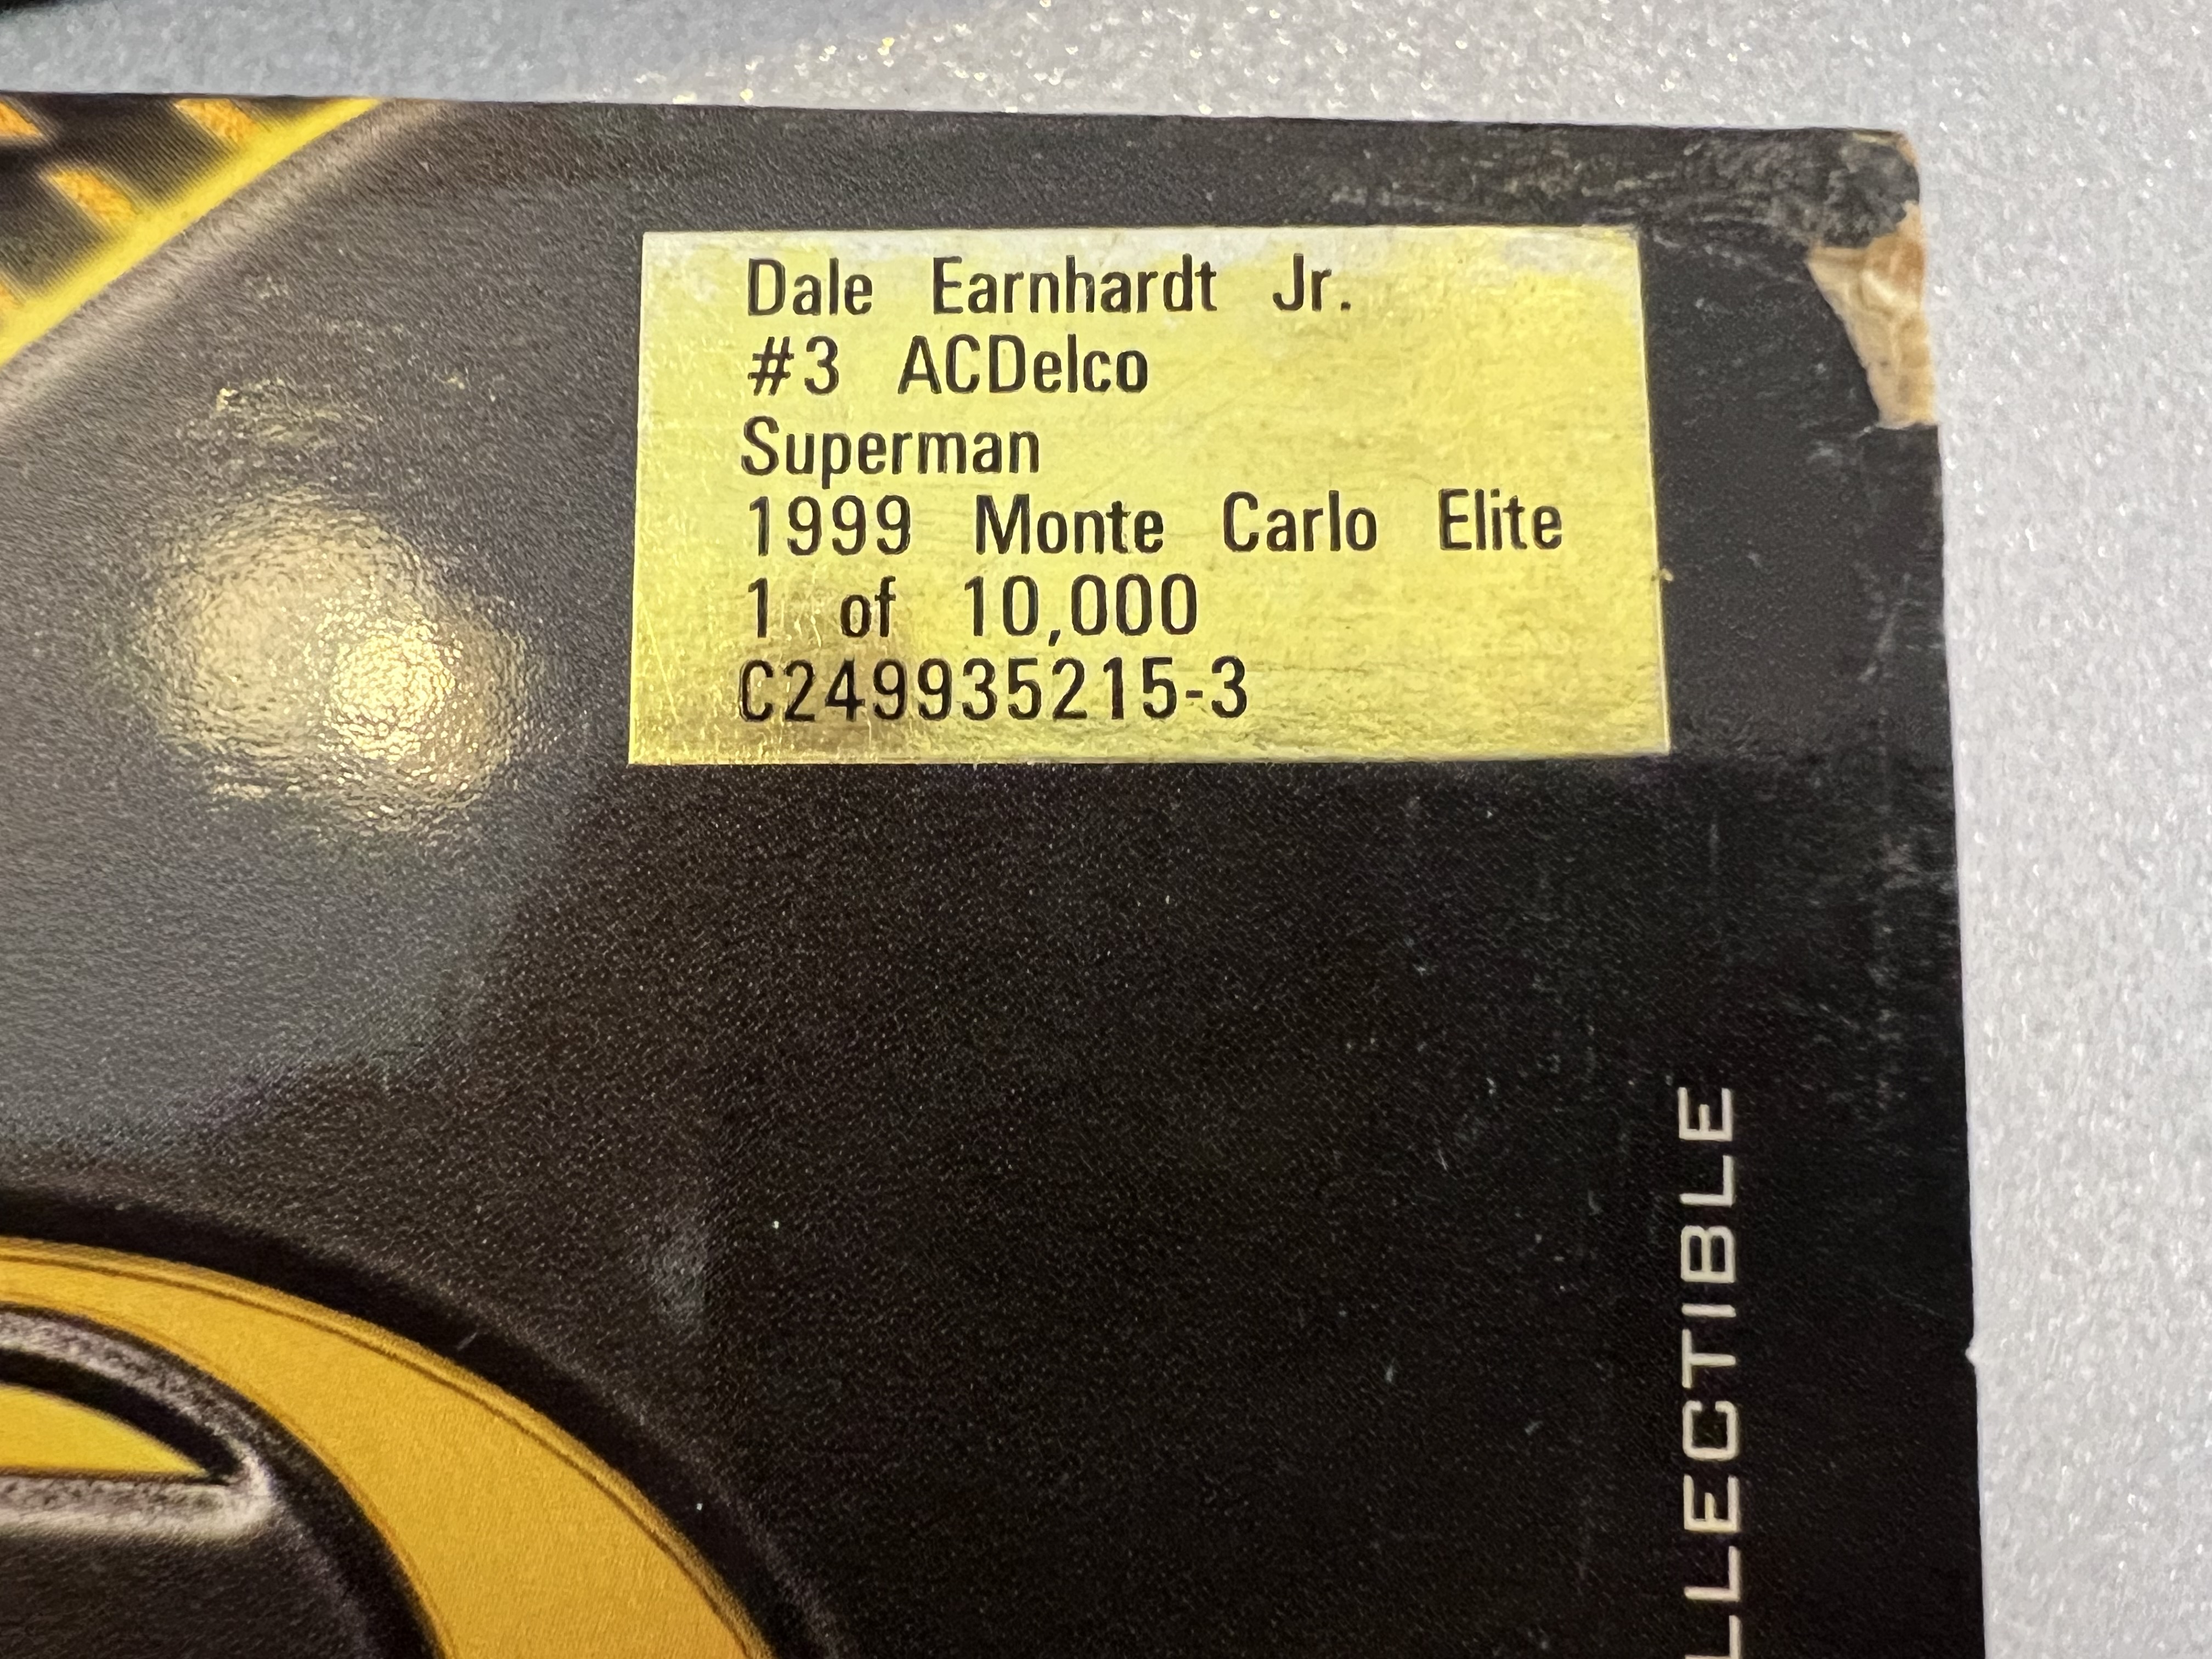 Dale Earnhardt Jr.
#3 ACDelco
Superman
1999 Monte Carlo Elite
1 of 10,000
C249935215-3
LLECTIBLE